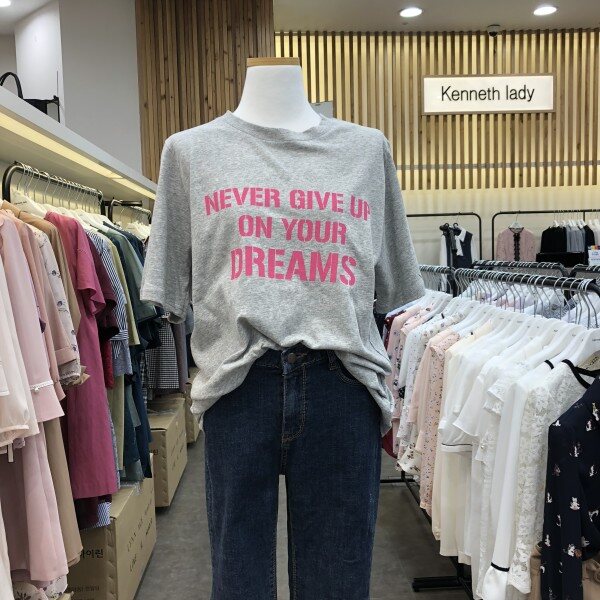 Kenneth lady
NEVER GIVE UP
ON YOUR
DREAMS